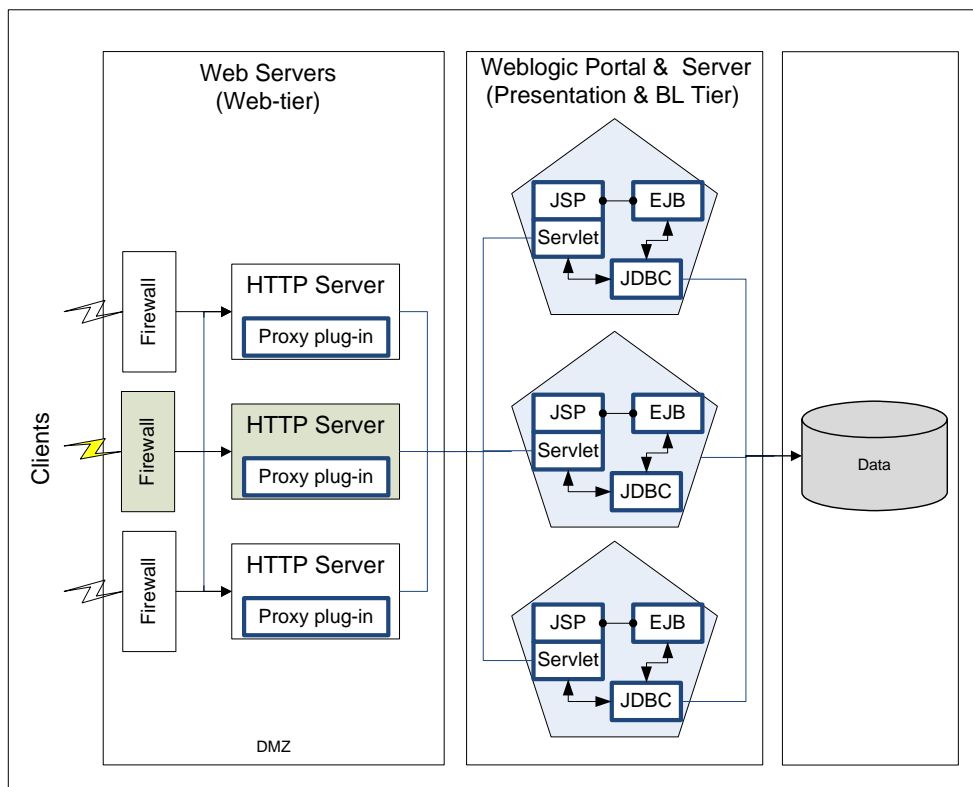 Web Servers
(Web-tier)
Weblogic Portal & Server
(Presentation & BL Tier)
Clients
Firewall
HTTP Server
Proxy plug-in
Firewall
HTTP Server
Proxy plug-in
Firewall
HTTP Server
Proxy plug-in
DMZ
JSP
EJB
Servlet
JDBC
JSP
EJB
Servlet
JDBC
JSP
EJB
Servlet
JDBC
Data